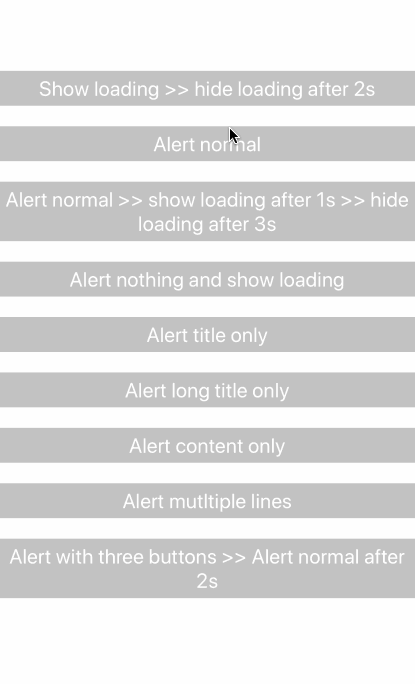 Show loading >> hide loading after 2s
Alert normal
Alert normal >> show loading after 1s >> hide
loading after 3s
Alert nothing and show loading
Alert title only
Alert long title only
Alert content only
Alert mutltiple lines
Alert with three buttons >> Alert normal after
2s